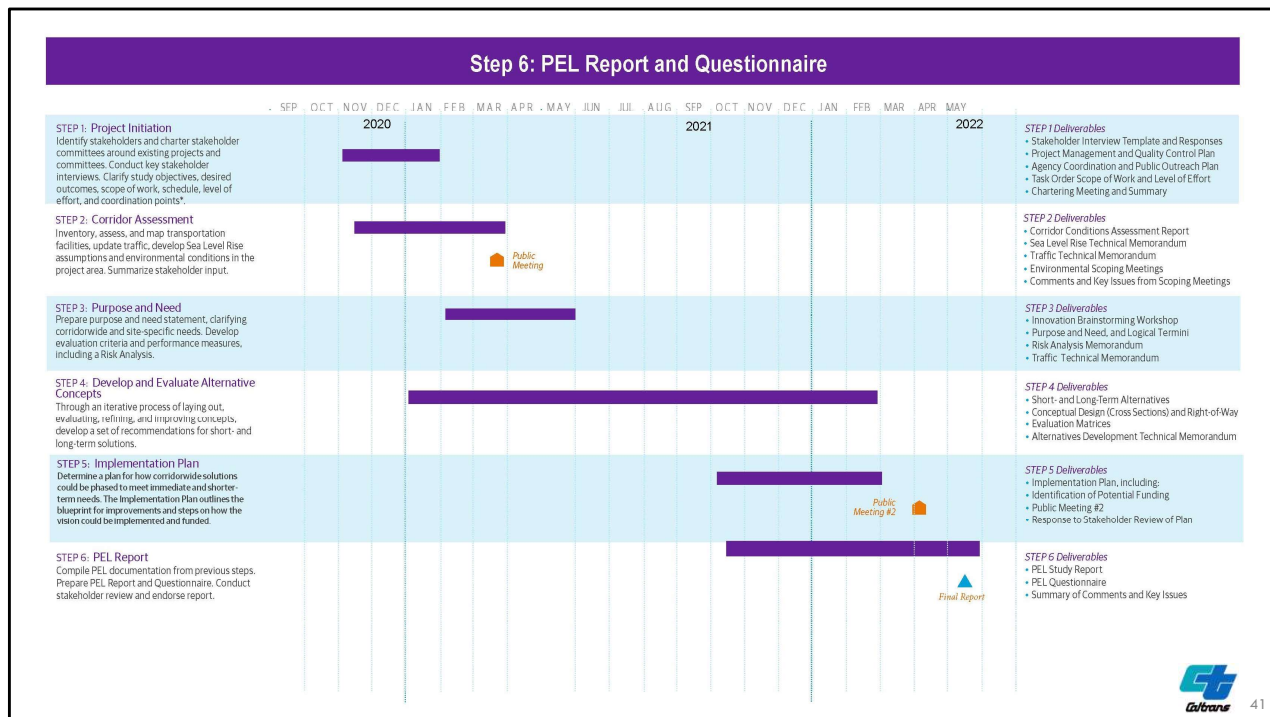 Step 6: PEL Report and Questionnaire
- SEP OCT NOV DEC JAN FEB MAR APR - MAY JUN JUL AUG SEP OCT NOV DEC JAN FEB MAR APR MAY
2020 2021 2022
STEP 1: Project Initiation
Identify stakeholders and charter stakeholder
committees around existing projects and
committees. Conduct key stakeholder
interviews. Clarify study objectives, desired
outcomes, scope of work, schedule, level of
effort, and coordination points*.
STEP 1 Deliverables
• Stakeholder Interview Template and Responses
• Project Management and Quality Control Plan
• Agency Coordination and Public Outreach Plan
• Task Order Scope of Work and Level of Effort
• Chartering Meeting and Summary
STEP 2: Corridor Assessment
Inventory, assess, and map transportation
facilities, update traffic, develop Sea Level Rise
assumptions and environmental conditions in the
project area. Summarize stakeholder input.
Public
Meeting
STEP 2 Deliverables
• Corridor Conditions Assessment Report
• Sea Level Rise Technical Memorandum
• Traffic Technical Memorandum
• Environmental Scoping Meetings
• Comments and Key Issues from Scoping Meetings
STEP 3: Purpose and Need
Prepare purpose and need statement, clarifying
corridorwide and site-specific needs. Develop
evaluation criteria and performance measures,
including a Risk Analysis.
STEP 3 Deliverables
• Innovation Brainstorming Workshop
• Purpose and Need, and Logical Termini
• Risk Analysis Memorandum
• Traffic Technical Memorandum
STEP 4: Develop and Evaluate Alternative
Concepts
Through an iterative process of laying out,
evaluating, refining, and improving concepts,
develop a set of recommendations for short- and
long-term solutions.
STEP 4 Deliverables
• Short- and Long-Term Alternatives
• Conceptual Design (Cross Sections) and Right-of-Way
• Evaluation Matrices
• Alternatives Development Technical Memorandum
STEP 5: Implementation Plan
Determine a plan for how corridorwide solutions
could be phased to meet immediate and shorter-
term needs. The Implementation Plan outlines the
blueprint for improvements and steps on how the
vision could be implemented and funded.
Public
Meeting #2
STEP 5 Deliverables
• Implementation Plan, including:
• Identification of Potential Funding
• Public Meeting #2
• Response to Stakeholder Review of Plan
STEP 6: PEL Report
Compile PEL documentation from previous steps.
Prepare PEL Report and Questionnaire. Conduct
stakeholder review and endorse report.
Final Report
STEP 6 Deliverables
• PEL Study Report
• PEL Questionnaire
• Summary of Comments and Key Issues
Caltrans
41